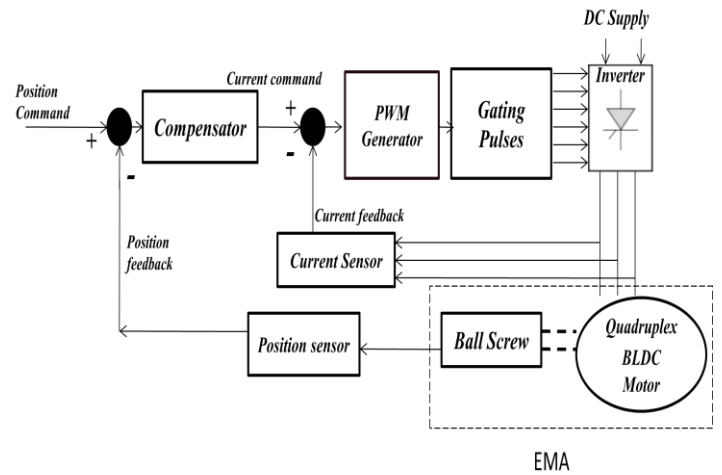 DC Supply
Inverter
Position
Command
+
-
Compensator
Current command
+
-
PWM
Generator
Gating
Pulses
Current feedback
Current Sensor
Position
feedback
Position sensor
Ball Screw
Quadruplex
BLDC
Motor
EMA